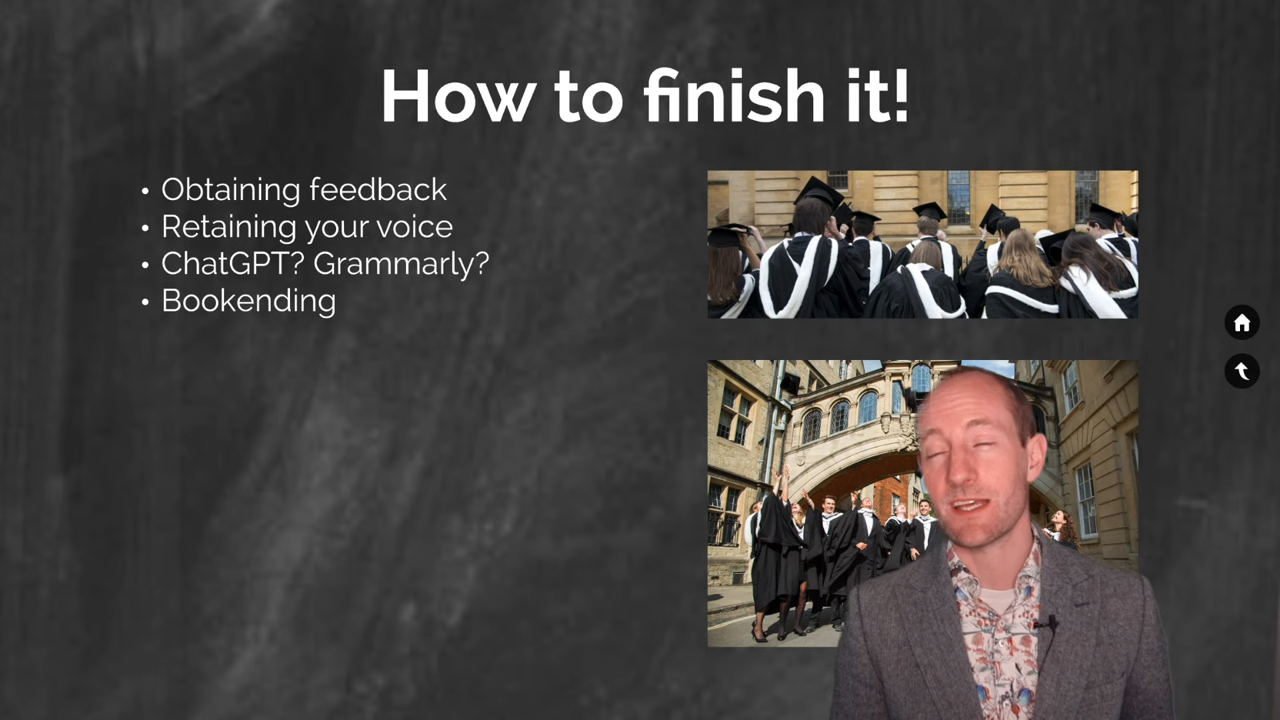 How to finish it!
• Obtaining feedback
• Retaining your voice
• ChatGPT? Grammarly?
• Bookending